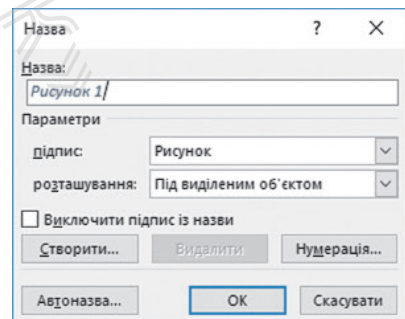 Назва ? ×
Назва:
Рисунок 1
Параметри
підпис: Рисунок
розташування: Під виділеним об'єктом
Виключити підпис із назви
Створити... Видалити Нумерація...
Автоназва... ОК Скасувати